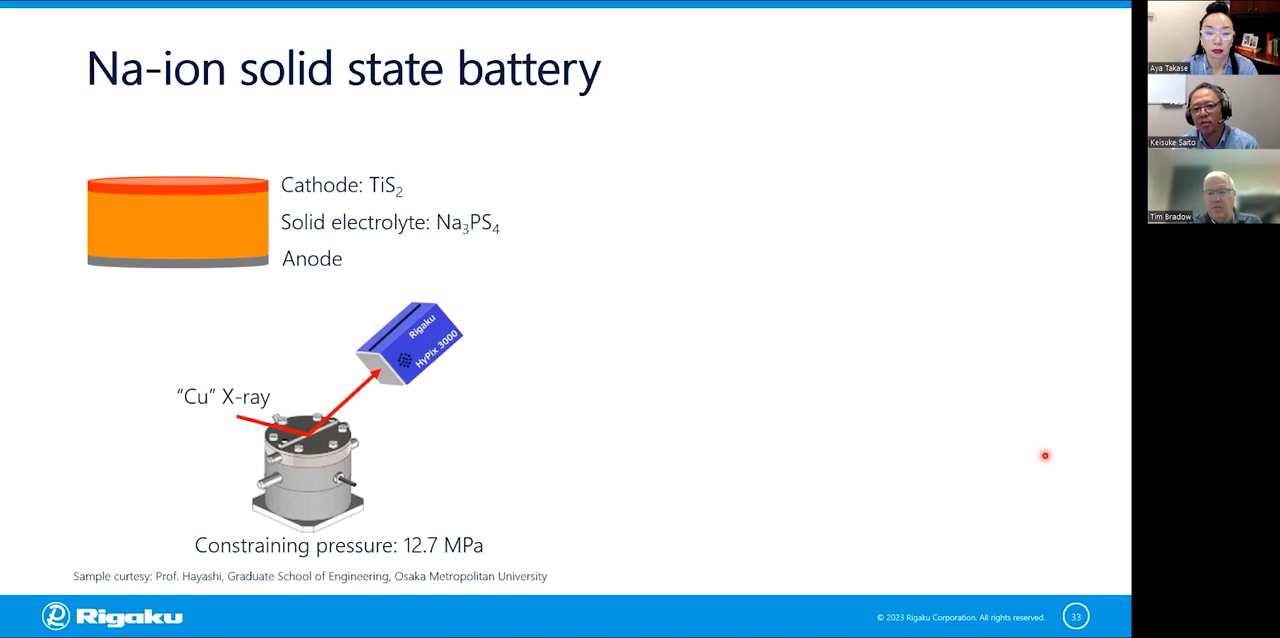 Na-ion solid state battery
Cathode: TiS₂
Solid electrolyte: Na₃PS₄
Anode
Rigaku
HyPix 3000
“Cu” X-ray
Constraining pressure: 12.7 MPa
Sample curtesy: Prof. Hayashi, Graduate School of Engineering, Osaka Metropolitan University
Rigaku
© 2023 Rigaku Corporation. All rights reserved.
33
Aya Takase
Keisuke Saito
Tim Bradow